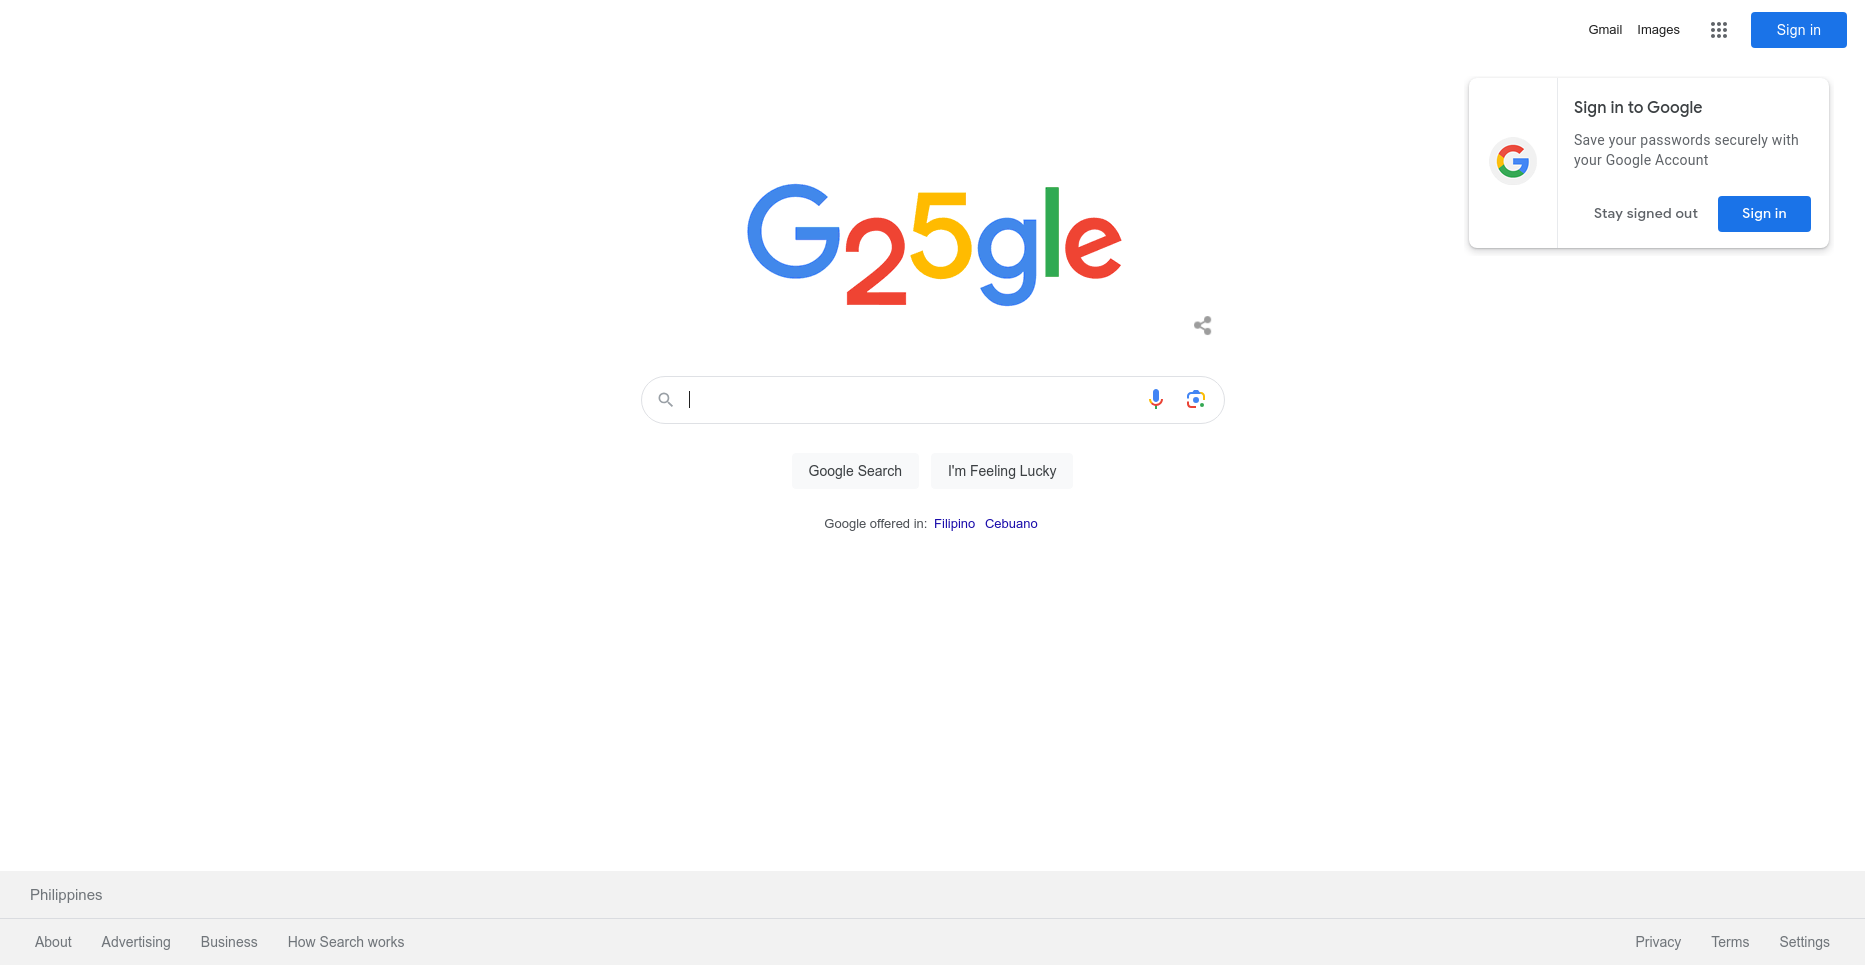 Gmail Images Sign in
Sign in to Google
Save your passwords securely with
your Google Account
Stay signed out Sign in
G25gle
Google Search I'm Feeling Lucky
Google offered in: Filipino Cebuano
Philippines
About Advertising Business How Search works Privacy Terms Settings